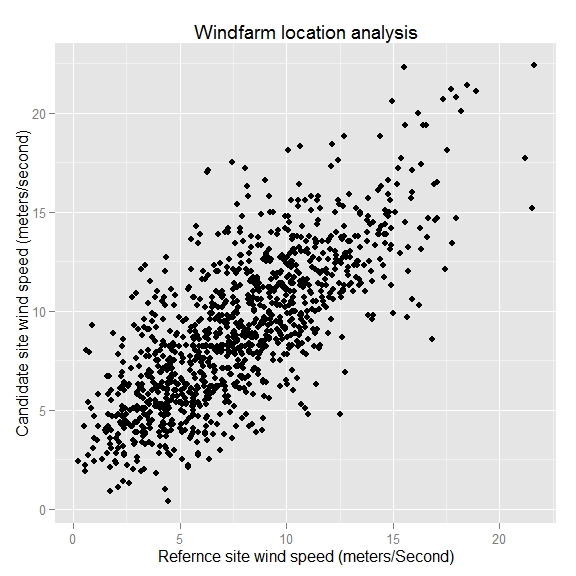 Windfarm location analysis
Candidate site wind speed (meters/second)
20
15
10
5
0
0 5 10 15 20
Refernce site wind speed (meters/Second)